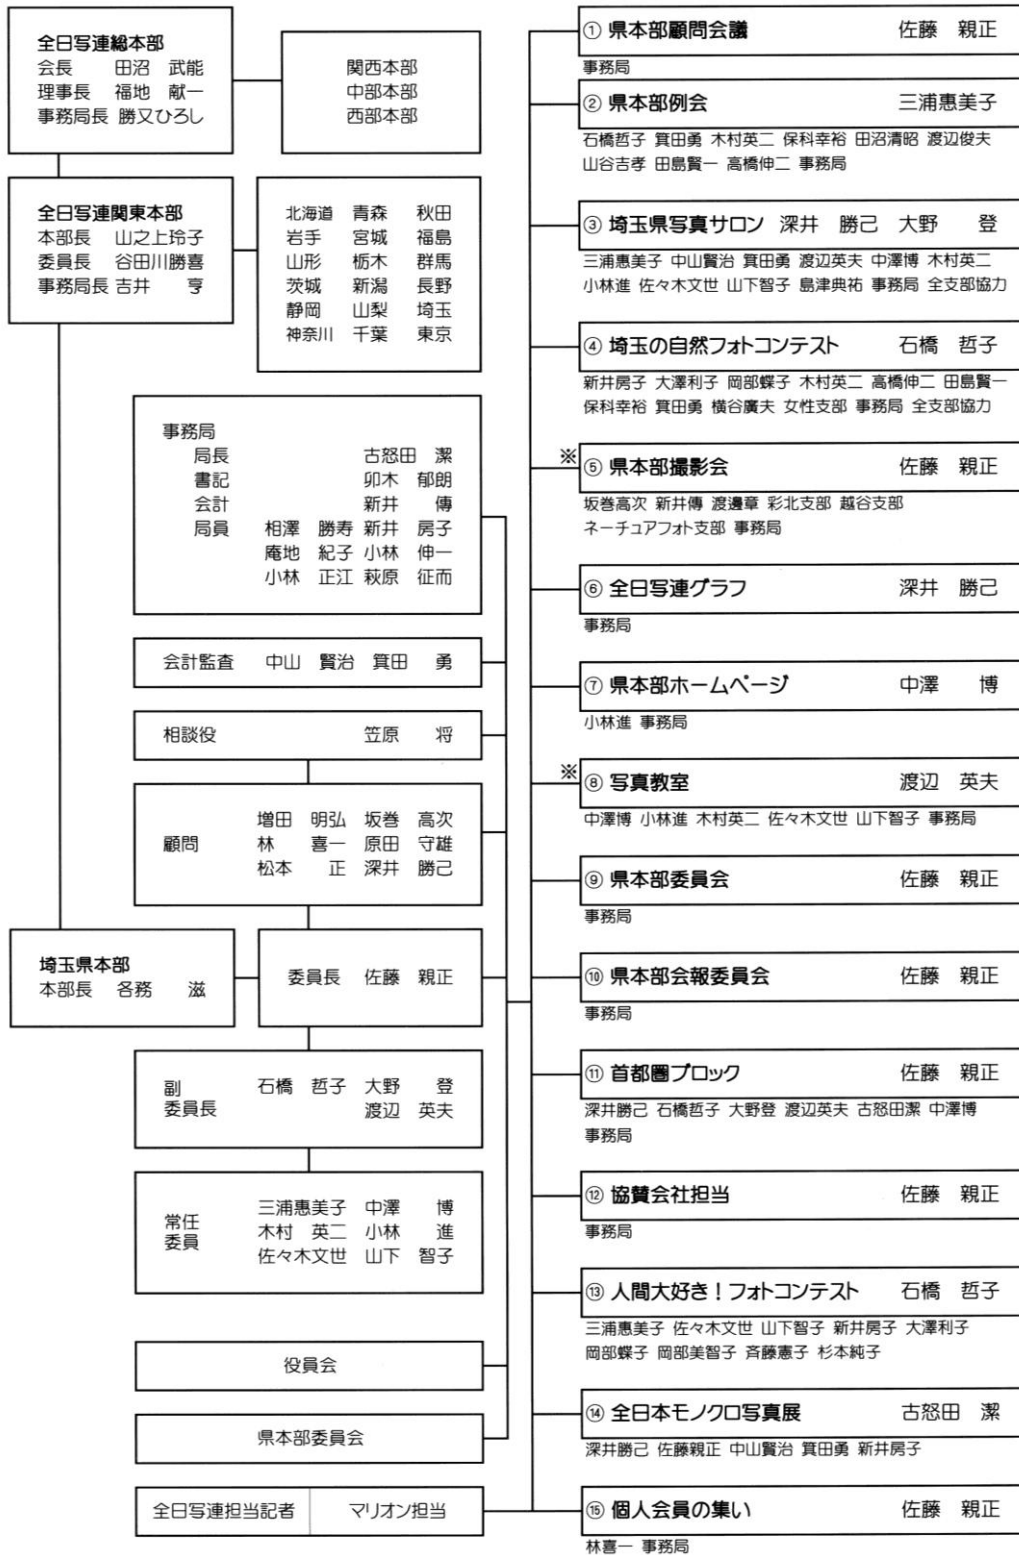 全日写連総本部
会長 田沼 武能
理事長 福地 献一
事務局長 勝又ひろし
関西本部
中部本部
西部本部
全日写連関東本部
本部長 山之上玲子
委員長 谷田川勝喜
事務局長 吉井 亨
北海道 青森 秋田
岩手 宮城 福島
山形 栃木 群馬
茨城 新潟 長野
静岡 山梨 埼玉
神奈川 千葉 東京
事務局
局長 古怒田 潔
書記 卯木 郁朗
会計 新井 傳
局員 相澤 勝寿 新井 房子
庵地 紀子 小林 伸一
小林 正江 萩原 征而
会計監査 中山 賢治 箕田 勇
相談役 笠原 将
顧問
増田 明弘 坂巻 高次
林 喜一 原田 守雄
松本 正 深井 勝己
埼玉県本部
本部長 各務 滋
委員長 佐藤 親正
副委員長
石橋 哲子 大野 登
渡辺 英夫
常任委員
三浦恵美子 中澤 博
木村 英二 小林 進
佐々木文世 山下 智子
役員会
県本部委員会
全日写連担当記者 マリオン担当
① 県本部顧問会議 佐藤 親正
事務局
② 県本部例会 三浦恵美子
石橋哲子 箕田勇 木村英二 保科幸裕 田沼清昭 渡辺俊夫
山谷吉孝 田島賢一 高橋伸二 事務局
③ 埼玉県写真サロン 深井 勝己 大野 登
三浦恵美子 中山賢治 箕田勇 渡辺英夫 中澤博 木村英二
小林進 佐々木文世 山下智子 島津典祐 事務局 全支部協力
④ 埼玉の自然フォトコンテスト 石橋 哲子
新井房子 大澤利子 岡部蝶子 木村英二 高橋伸二 田島賢一
保科幸裕 箕田勇 横谷廣夫 女性支部 事務局 全支部協力
※ ⑤ 県本部撮影会 佐藤 親正
坂巻高次 新井傳 渡邊章 彩北支部 越谷支部
ネーチュアフォト支部 事務局
⑥ 全日写連グラフ 深井 勝己
事務局
⑦ 県本部ホームページ 中澤 博
小林進 事務局
※ ⑧ 写真教室 渡辺 英夫
中澤博 小林進 木村英二 佐々木文世 山下智子 事務局
⑨ 県本部委員会 佐藤 親正
事務局
⑩ 県本部会報委員会 佐藤 親正
事務局
⑪ 首都圏ブロック 佐藤 親正
深井勝己 石橋哲子 大野登 渡辺英夫 古怒田潔 中澤博
事務局
⑫ 協賛会社担当 佐藤 親正
事務局
⑬ 人間大好き！フォトコンテスト 石橋 哲子
三浦恵美子 佐々木文世 山下智子 新井房子 大澤利子
岡部蝶子 岡部美智子 斉藤憲子 杉本純子
⑭ 全日本モノクロ写真展 古怒田 潔
深井勝己 佐藤親正 中山賢治 箕田勇 新井房子
⑮ 個人会員の集い 佐藤 親正
林喜一 事務局